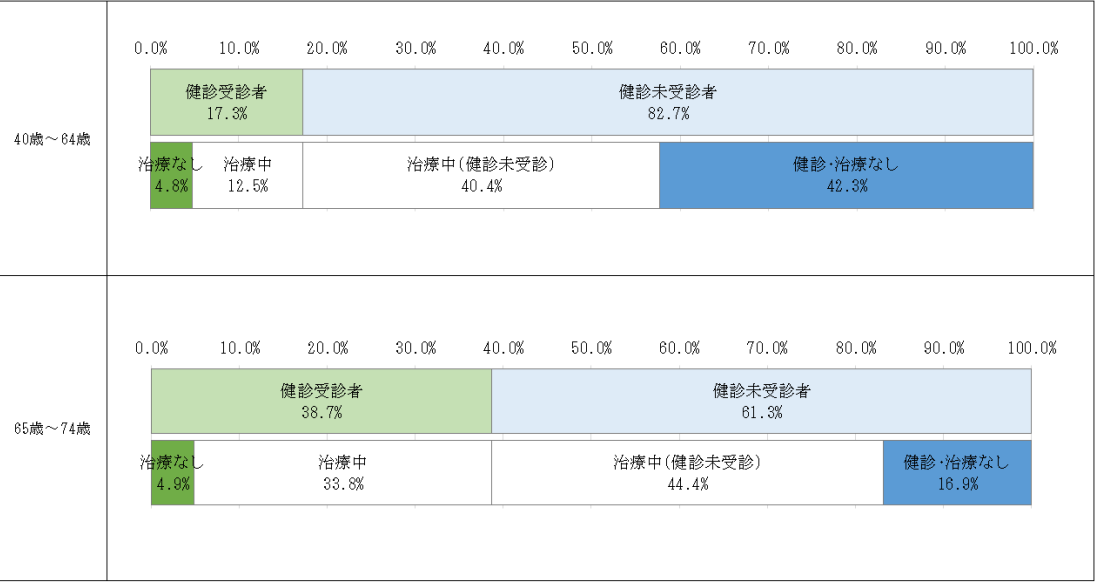 40歳～64歳
0.0% 10.0% 20.0% 30.0% 40.0% 50.0% 60.0% 70.0% 80.0% 90.0% 100.0%
健診受診者 健診未受診者
17.3% 82.7%
治療なし 治療中 治療中(健診未受診) 健診･治療なし
4.8% 12.5% 40.4% 42.3%
65歳～74歳
0.0% 10.0% 20.0% 30.0% 40.0% 50.0% 60.0% 70.0% 80.0% 90.0% 100.0%
健診受診者 健診未受診者
38.7% 61.3%
治療なし 治療中 治療中(健診未受診) 健診･治療なし
4.9% 33.8% 44.4% 16.9%